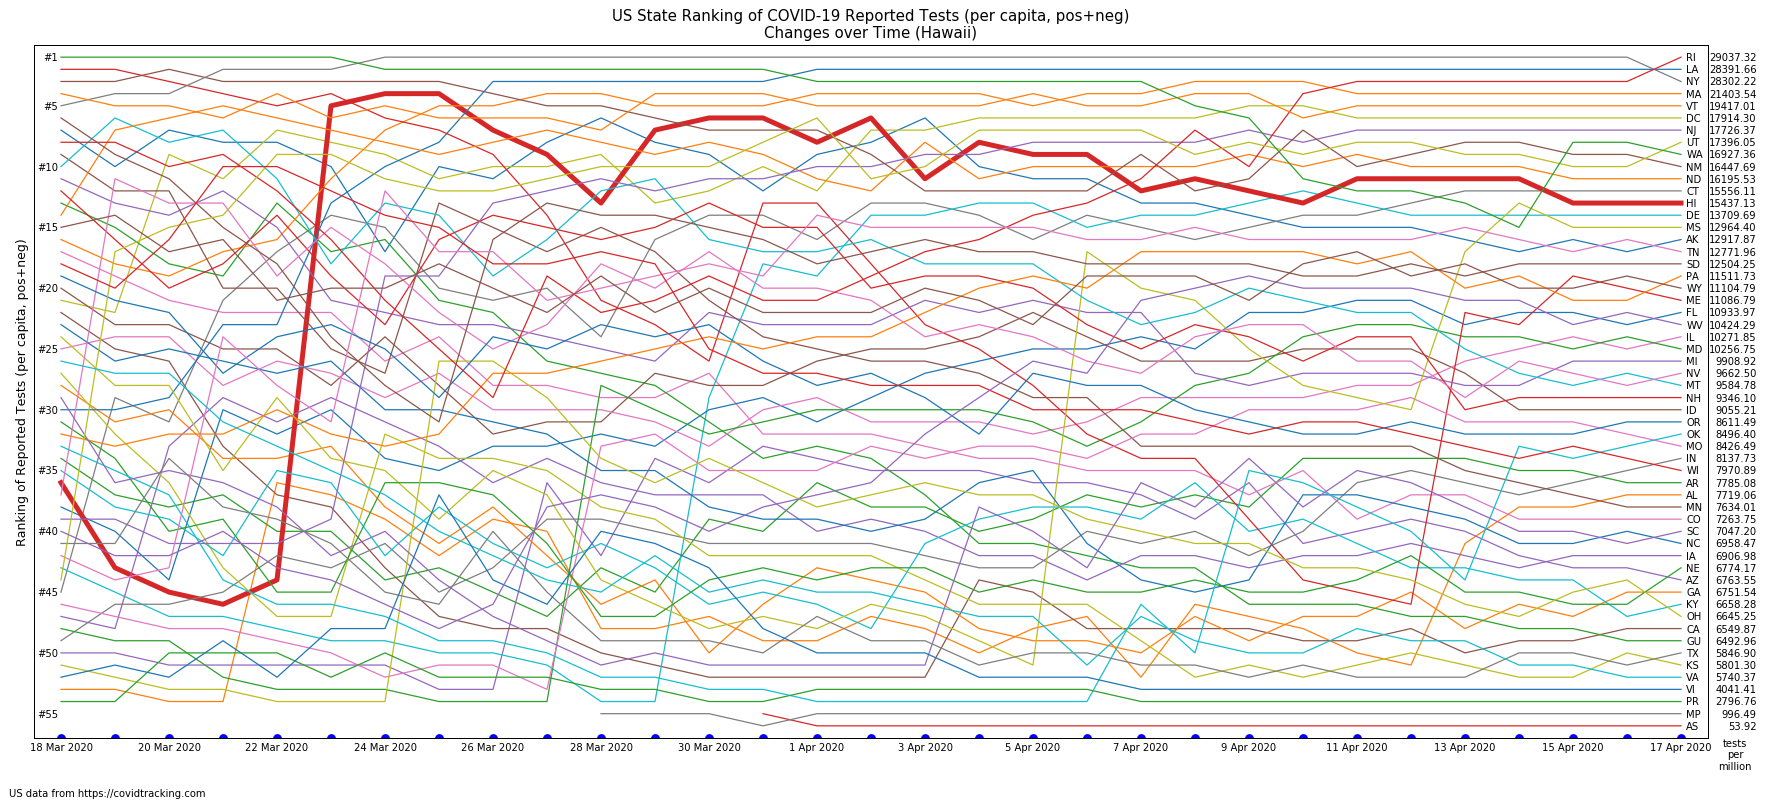 US State Ranking of COVID-19 Reported Tests (per capita, pos+neg)
Changes over Time (Hawaii)
Ranking of Reported Tests (per capita, pos+neg)
#1
#5
#10
#15
#20
#25
#30
#35
#40
#45
#50
#55
RI 29037.32
LA 28391.66
NY 28302.22
MA 21403.54
VT 19417.01
DC 17914.30
NJ 17726.37
UT 17396.05
WA 16927.36
NM 16447.69
ND 16195.53
CT 15556.11
HI 15437.13
DE 13709.69
MS 12964.40
AK 12917.87
TN 12771.96
SD 12504.25
PA 11511.73
WY 11104.79
ME 11086.79
FL 10933.97
WV 10424.29
IL 10271.85
MD 10256.75
MI 9908.92
NV 9662.50
MT 9584.78
NH 9346.10
ID 9055.21
OR 8611.49
OK 8496.40
MO 8426.49
IN 8137.73
WI 7970.89
AR 7785.08
AL 7719.06
MN 7634.01
CO 7263.75
SC 7047.20
NC 6958.47
IA 6906.98
NE 6774.17
AZ 6763.55
GA 6751.54
KY 6658.28
OH 6645.25
CA 6549.87
GU 6492.96
TX 5846.90
KS 5801.30
VA 5740.37
VI 4041.41
PR 2796.76
MP 996.49
AS 53.92
18 Mar 2020 20 Mar 2020 22 Mar 2020 24 Mar 2020 26 Mar 2020 28 Mar 2020 30 Mar 2020 1 Apr 2020 3 Apr 2020 5 Apr 2020 7 Apr 2020 9 Apr 2020 11 Apr 2020 13 Apr 2020 15 Apr 2020 17 Apr 2020
tests
per
million
US data from https://covidtracking.com